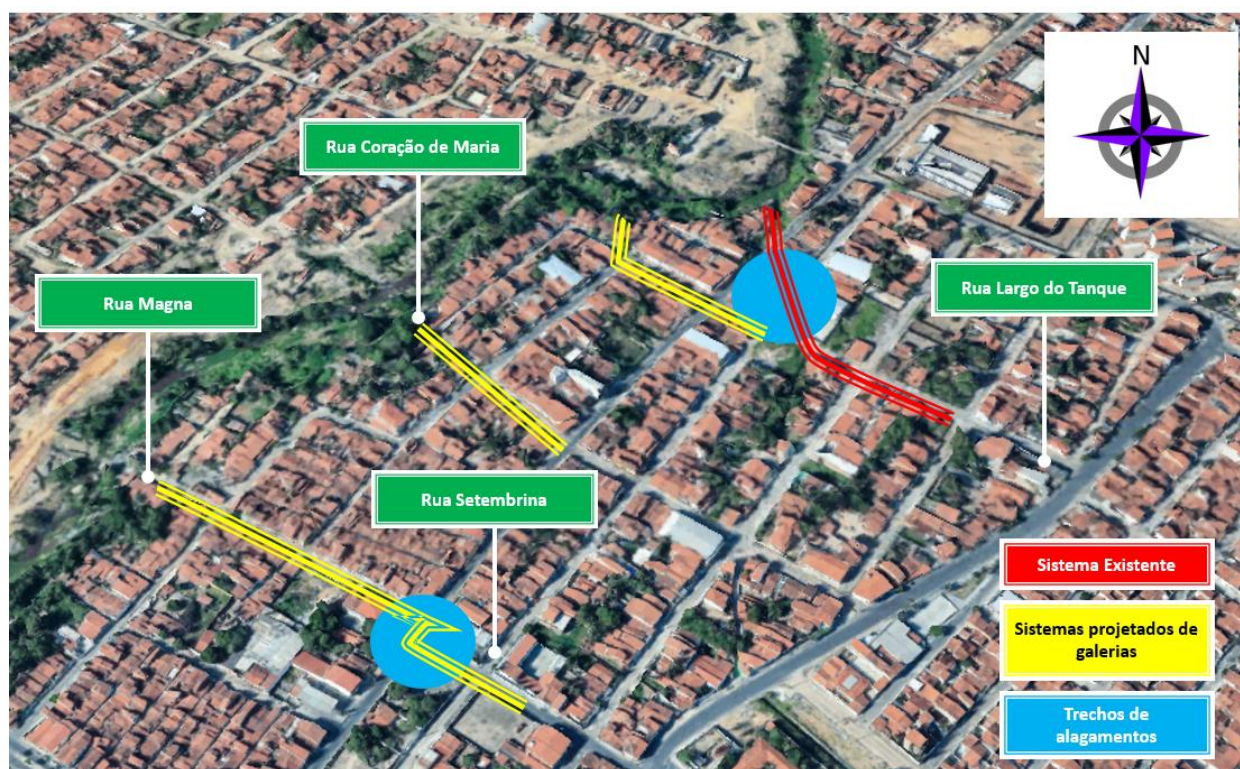 N
Rua Coração de Maria
Rua Magna
Rua Largo do Tanque
Rua Setembrina
Sistema Existente
Sistemas projetados de
galerias
Trechos de
alagamentos